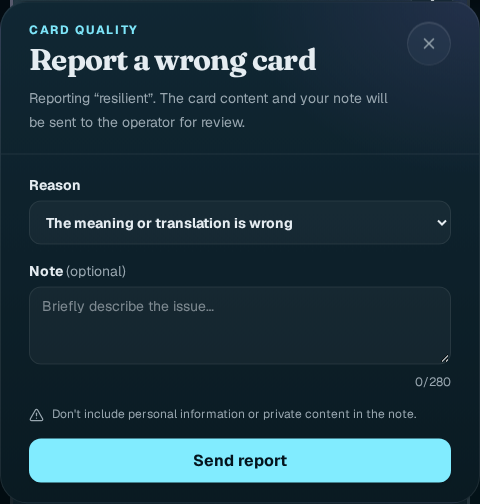 CARD QUALITY
Report a wrong card
Reporting “resilient”. The card content and your note will
be sent to the operator for review.
Reason
The meaning or translation is wrong
Note (optional)
Briefly describe the issue...
0/280
Don't include personal information or private content in the note.
Send report